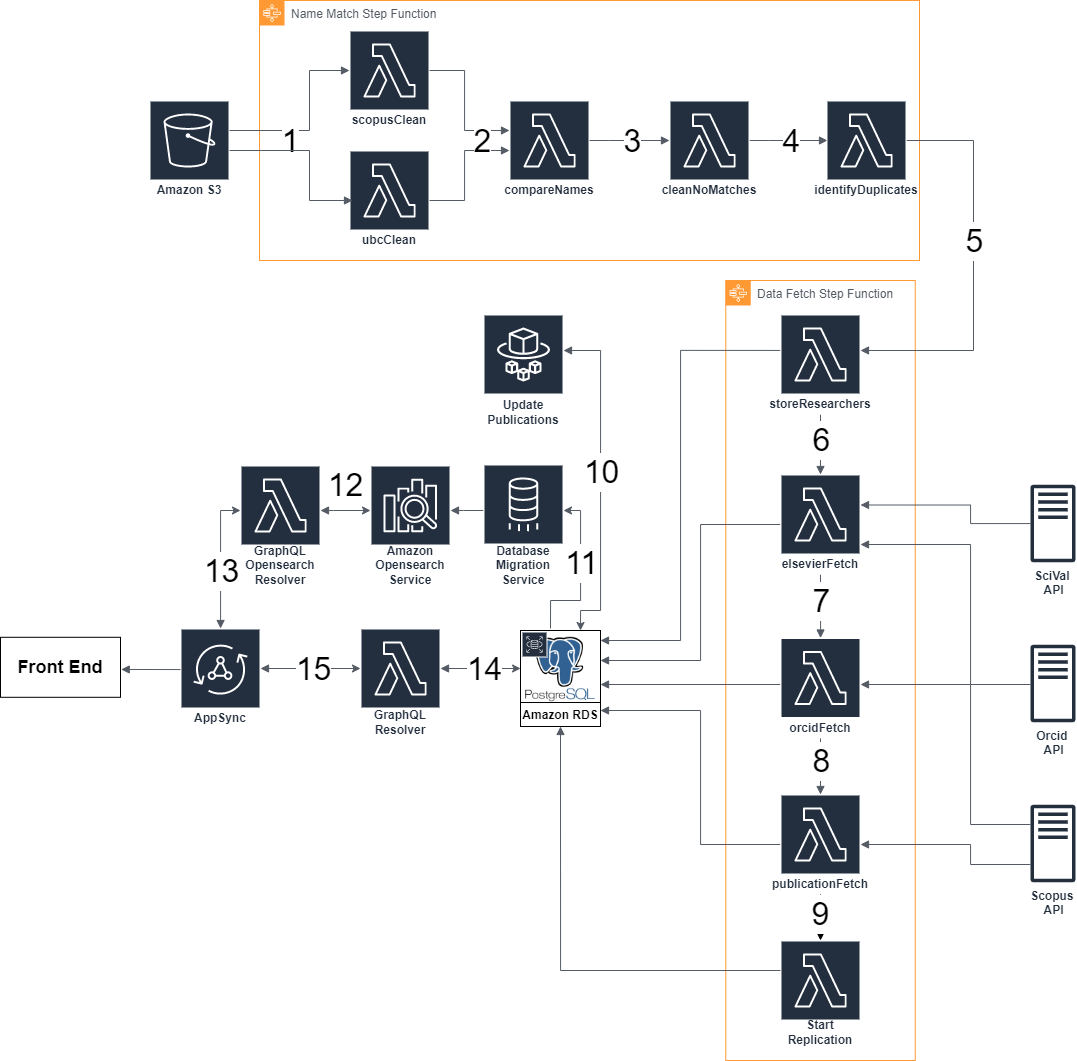 Name Match Step Function
scopusClean
1
2
3
4
Amazon S3
compareNames
cleanNoMatches
identifyDuplicates
ubcClean
5
Data Fetch Step Function
Update
Publications
storeResearchers
6
10
12
GraphQL
Opensearch
Resolver
Amazon
Opensearch
Service
Database
Migration
Service
11
13
elsevierFetch
SciVal
API
7
Front End
AppSync
15
GraphQL
Resolver
14
PostgreSQL
Amazon RDS
orcidFetch
Orcid
API
8
publicationFetch
Scopus
API
9
Start
Replication